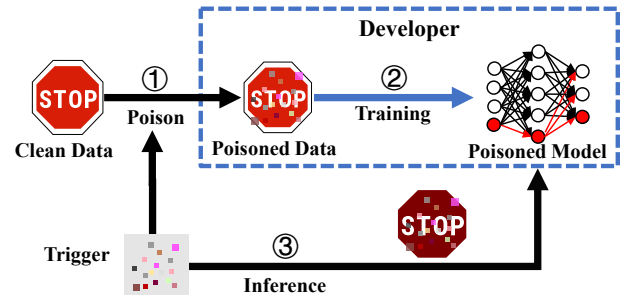 Developer
①
②
STOP
STOP
Poison
Training
Clean Data
Poisoned Data
Poisoned Model
STOP
Trigger
③
Inference